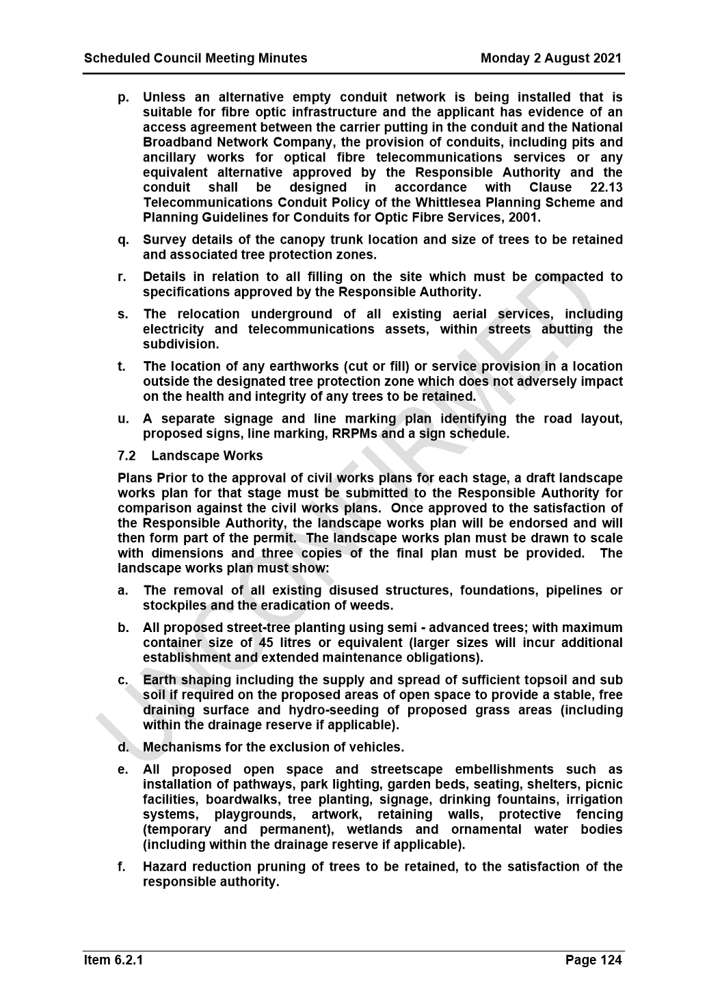 Scheduled Council Meeting Minutes Monday 2 August 2021
p. Unless an alternative empty conduit network is being installed that is
suitable for fibre optic infrastructure and the applicant has evidence of an
access agreement between the carrier putting in the conduit and the National
Broadband Network Company, the provision of conduits, including pits and
ancillary works for optical fibre telecommunications services or any
equivalent alternative approved by the Responsible Authority and the
conduit shall be designed in accordance with Clause 22.13
Telecommunications Conduit Policy of the Whittlesea Planning Scheme and
Planning Guidelines for Conduits for Optic Fibre Services, 2001.
q. Survey details of the canopy trunk location and size of trees to be retained
and associated tree protection zones.
r. Details in relation to all filling on the site which must be compacted to
specifications approved by the Responsible Authority.
s. The relocation underground of all existing aerial services, including
electricity and telecommunications assets, within streets abutting the
subdivision.
t. The location of any earthworks (cut or fill) or service provision in a location
outside the designated tree protection zone which does not adversely impact
on the health and integrity of any trees to be retained.
u. A separate signage and line marking plan identifying the road layout,
proposed signs, line marking, RRPMs and a sign schedule.
7.2 Landscape Works
Plans Prior to the approval of civil works plans for each stage, a draft landscape
works plan for that stage must be submitted to the Responsible Authority for
comparison against the civil works plans. Once approved to the satisfaction of
the Responsible Authority, the landscape works plan will be endorsed and will
then form part of the permit. The landscape works plan must be drawn to scale
with dimensions and three copies of the final plan must be provided. The
landscape works plan must show:
a. The removal of all existing disused structures, foundations, pipelines or
stockpiles and the eradication of weeds.
b. All proposed street-tree planting using semi - advanced trees; with maximum
container size of 45 litres or equivalent (larger sizes will incur additional
establishment and extended maintenance obligations).
c. Earth shaping including the supply and spread of sufficient topsoil and sub
soil if required on the proposed areas of open space to provide a stable, free
draining surface and hydro-seeding of proposed grass areas (including
within the drainage reserve if applicable).
d. Mechanisms for the exclusion of vehicles.
e. All proposed open space and streetscape embellishments such as
installation of pathways, park lighting, garden beds, seating, shelters, picnic
facilities, boardwalks, tree planting, signage, drinking fountains, irrigation
systems, playgrounds, artwork, retaining walls, protective fencing
(temporary and permanent), wetlands and ornamental water bodies
(including within the drainage reserve if applicable).
f. Hazard reduction pruning of trees to be retained, to the satisfaction of the
responsible authority.
UNCONFIRMED
Item 6.2.1 Page 124